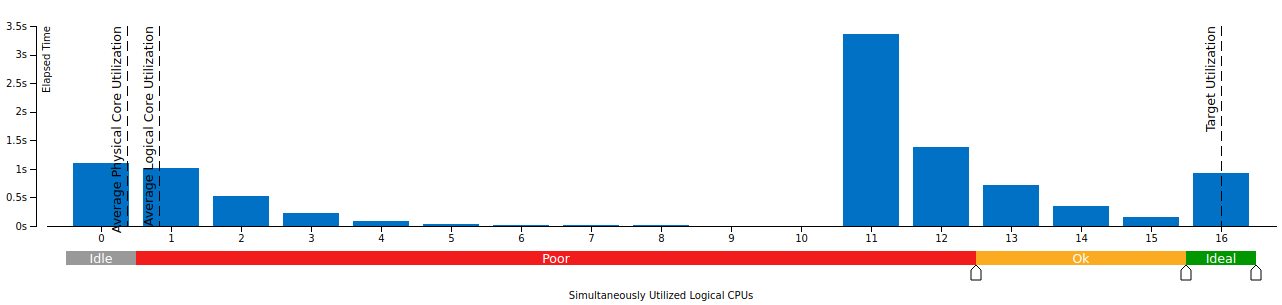 3.5s
3s
2.5s
2s
1.5s
1s
0.5s
0s
Elapsed Time
Average Physical Core Utilization
Average Logical Core Utilization
Target Utilization
0 1 2 3 4 5 6 7 8 9 10 11 12 13 14 15 16
Idle Poor Ok Ideal
Simultaneously Utilized Logical CPUs